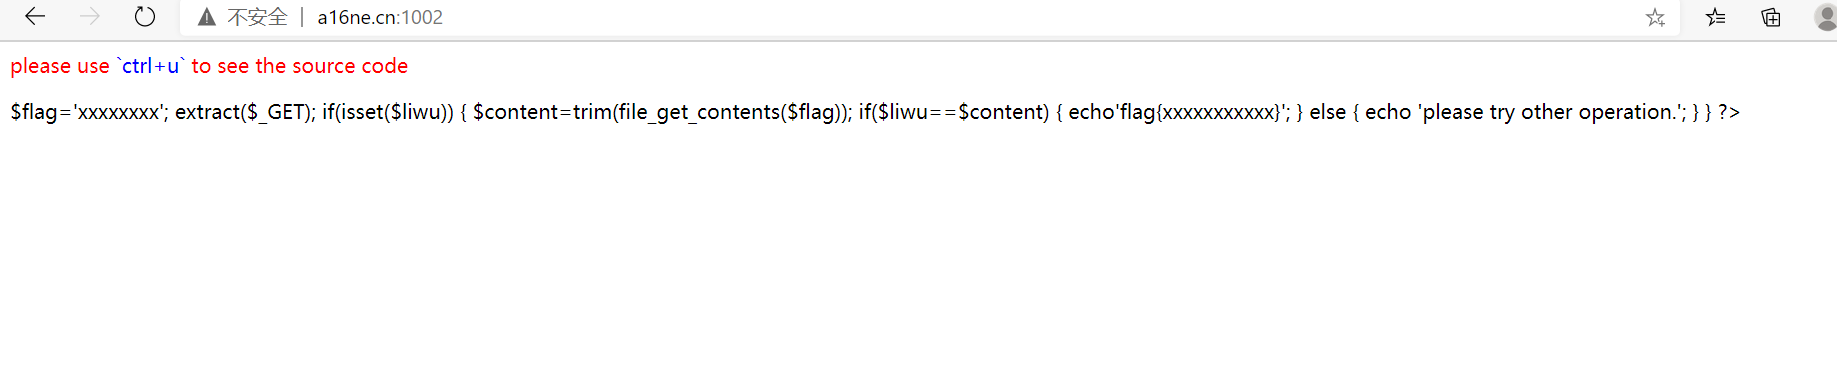 不安全 | a16ne.cn:1002
please use `ctrl+u` to see the source code
$flag='xxxxxxxx'; extract($_GET); if(isset($liwu)) { $content=trim(file_get_contents($flag)); if($liwu==$content) { echo'flag{xxxxxxxxxxx}'; } else { echo 'please try other operation.'; } } ?>